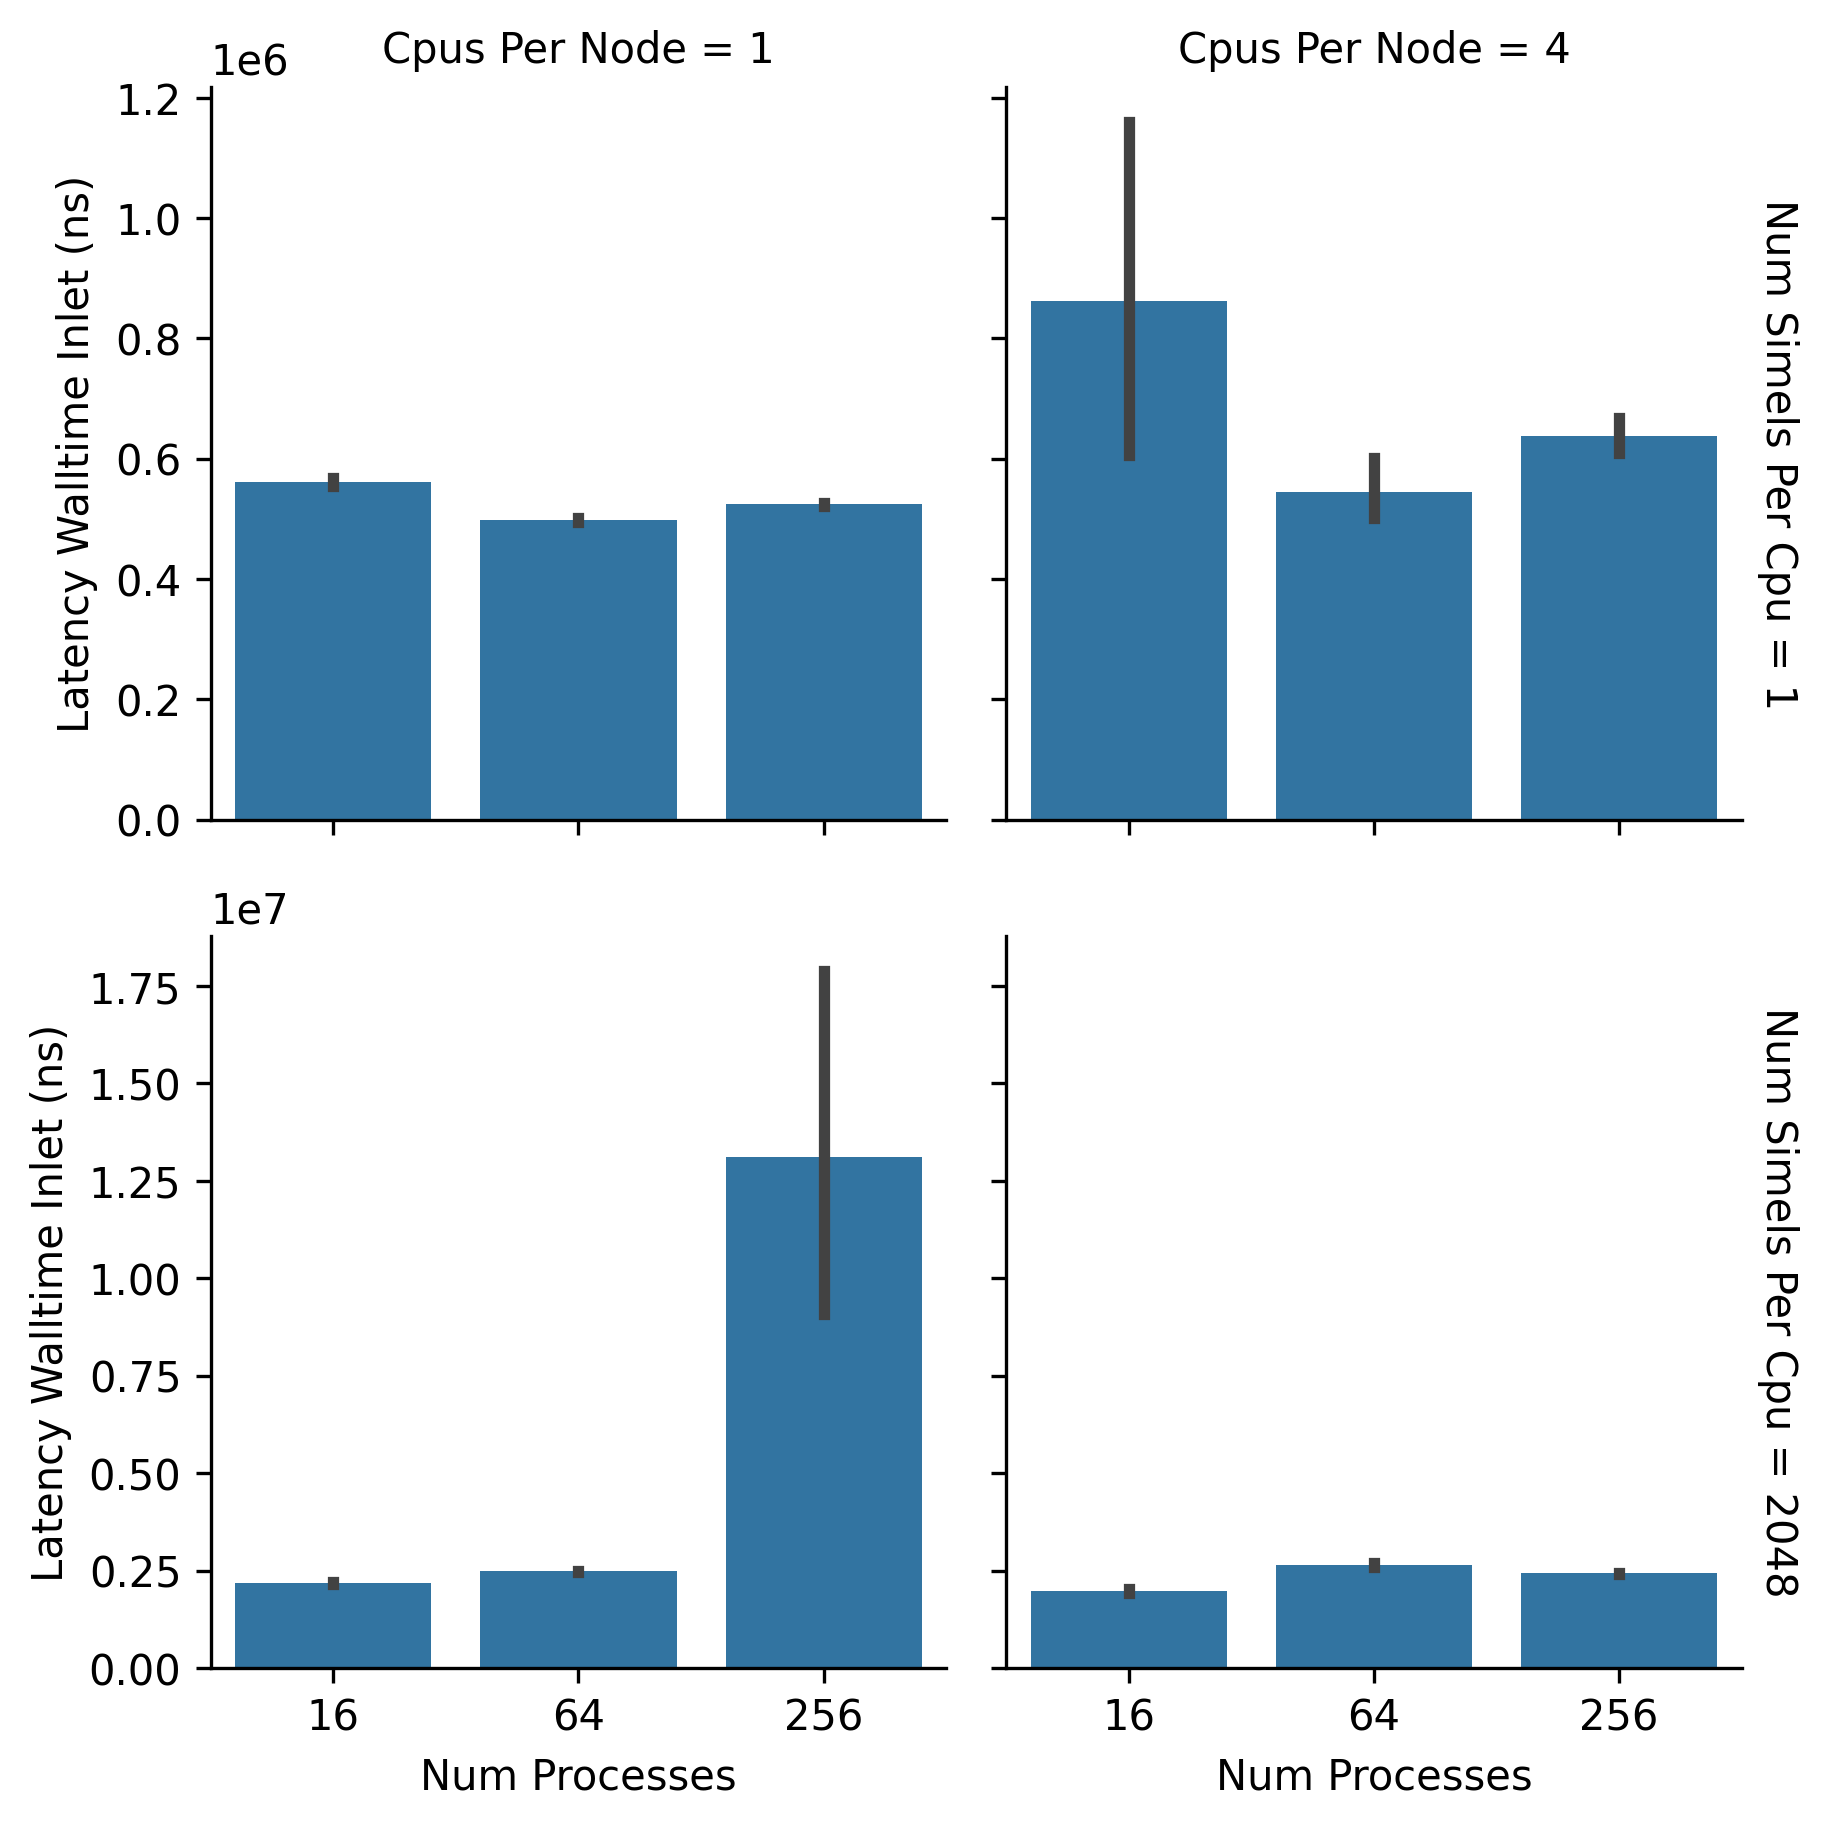 Cpus Per Node = 1
Cpus Per Node = 4
1e6
1.2
1.0
0.8
0.6
0.4
0.2
0.0
Latency Walltime Inlet (ns)
Num Simels Per Cpu = 1
1e7
1.75
1.50
1.25
1.00
0.75
0.50
0.25
0.00
Latency Walltime Inlet (ns)
Num Simels Per Cpu = 2048
16 64 256
16 64 256
Num Processes
Num Processes